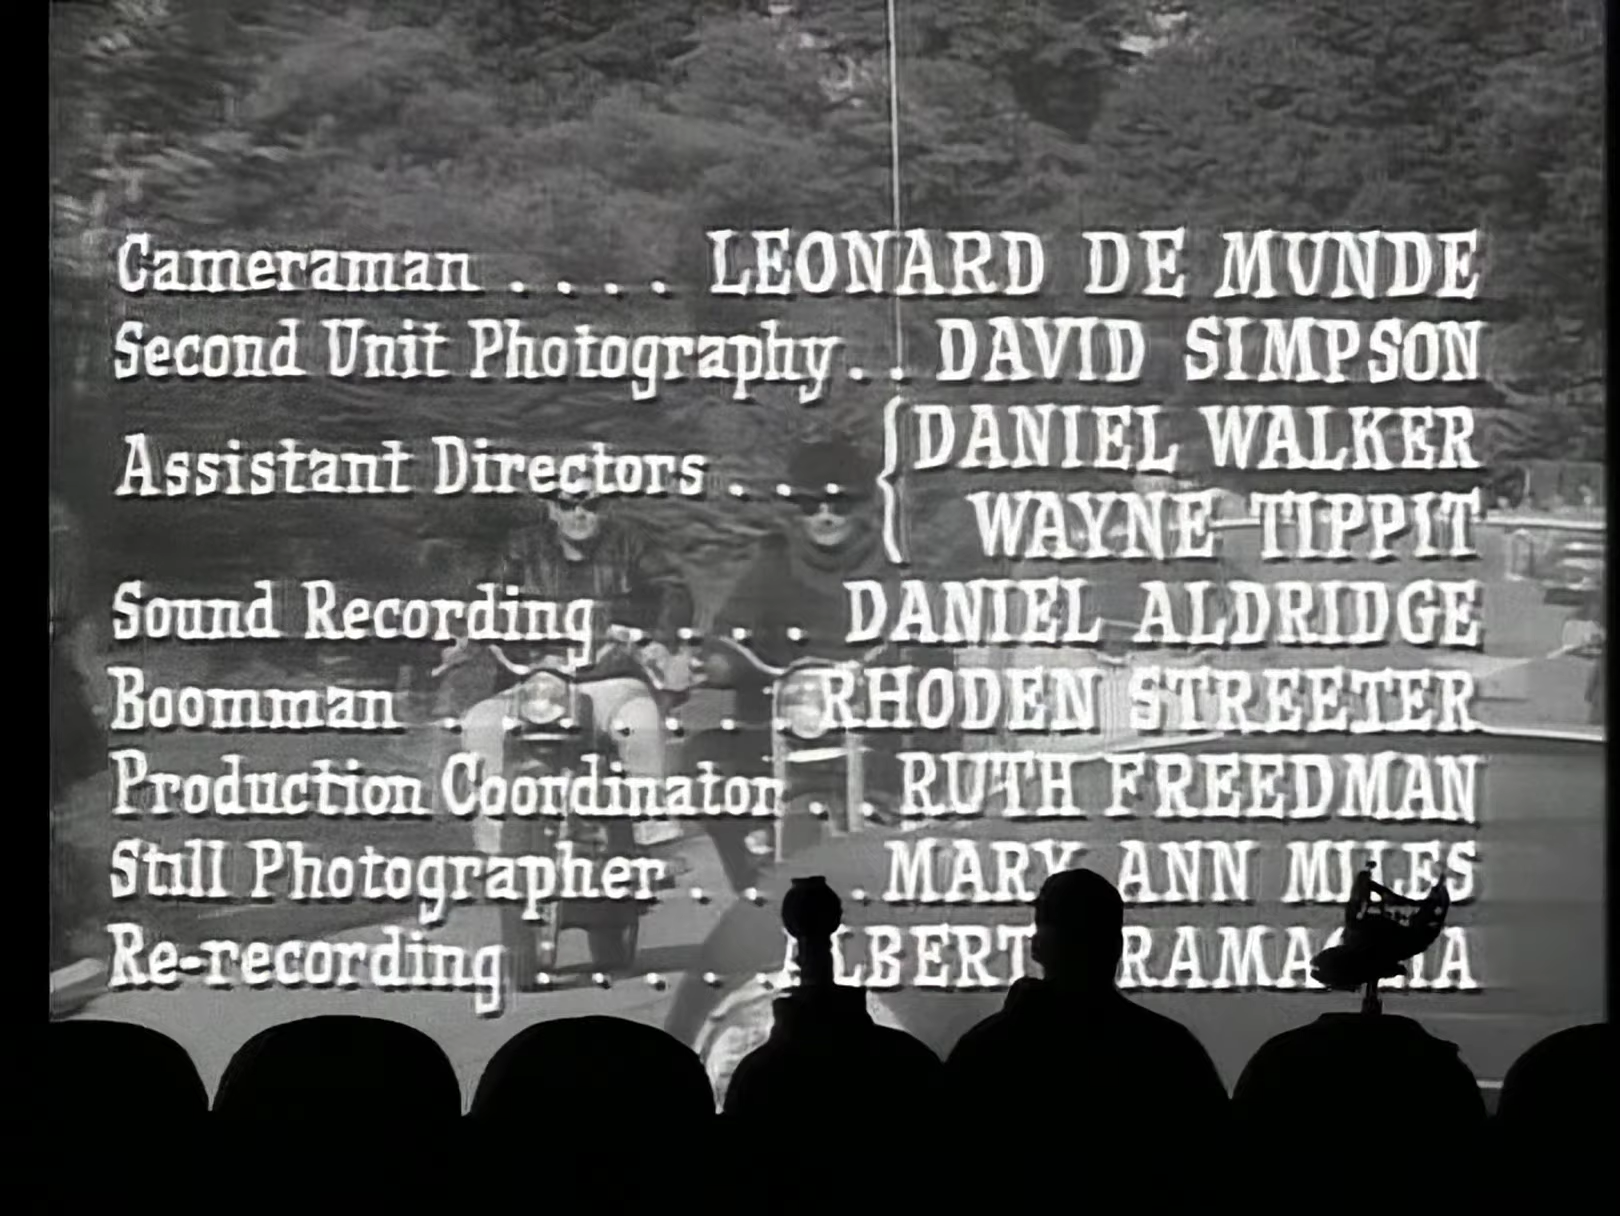 Cameraman . . . . LEONARD DE MUNDE
Second Unit Photography . . DAVID SIMPSON
Assistant Directors . . . { DANIEL WALKER
WAYNE TIPPIT
Sound Recording . . . . DANIEL ALDRIDGE
Boomman . . . . . . . RHODEN STREETER
Production Coordinator . . RUTH FREEDMAN
Still Photographer . . . . MARY ANN MILES
Re-recording . . . . . ALBERT